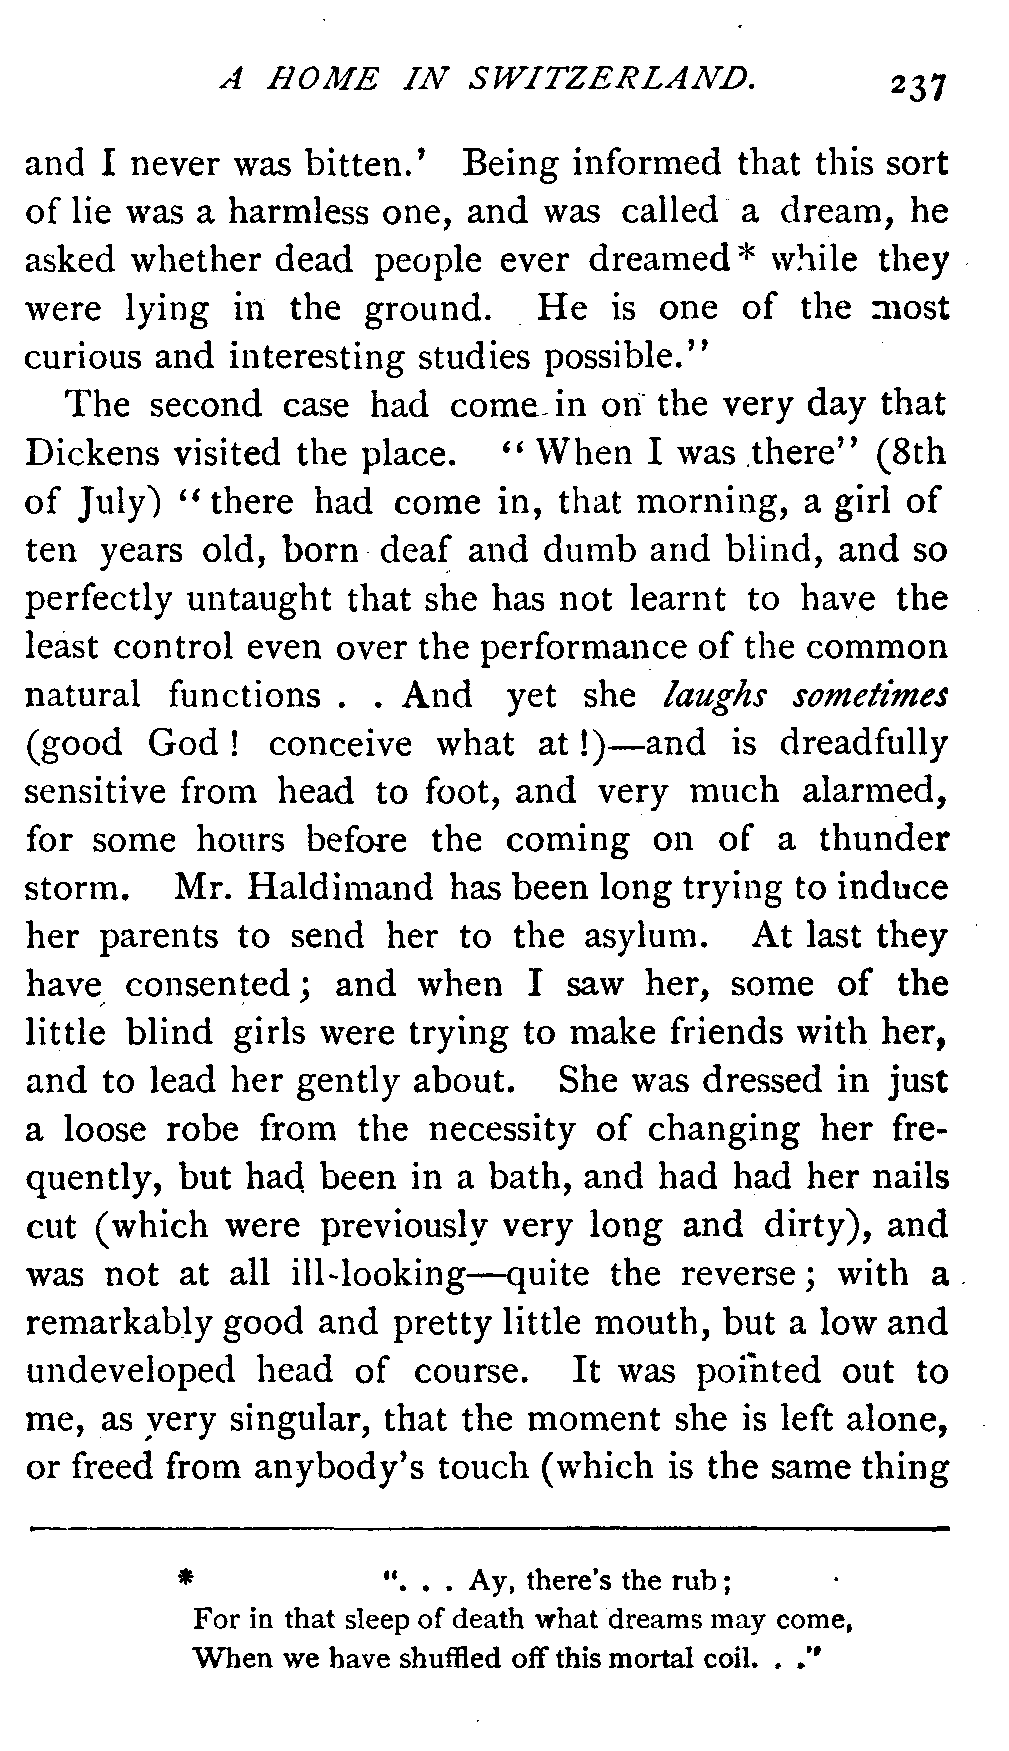 A HOME IN SWITZERLAND. 237
and I never was bitten.' Being informed that this sort
of lie was a harmless one, and was called a dream, he
asked whether dead people ever dreamed* while they
were lying in the ground. He is one of the most
curious and interesting studies possible."
The second case had come in on the very day that
Dickens visited the place. "When I was there" (8th
of July) "there had come in, that morning, a girl of
ten years old, born deaf and dumb and blind, and so
perfectly untaught that she has not learnt to have the
least control even over the performance of the common
natural functions . . And yet she laughs sometimes
(good God! conceive what at!)—and is dreadfully
sensitive from head to foot, and very much alarmed,
for some hours before the coming on of a thunder
storm. Mr. Haldimand has been long trying to induce
her parents to send her to the asylum. At last they
have consented; and when I saw her, some of the
little blind girls were trying to make friends with her,
and to lead her gently about. She was dressed in just
a loose robe from the necessity of changing her fre-
quently, but had been in a bath, and had had her nails
cut (which were previously very long and dirty), and
was not at all ill-looking—quite the reverse; with a
remarkably good and pretty little mouth, but a low and
undeveloped head of course. It was pointed out to
me, as very singular, that the moment she is left alone,
or freed from anybody's touch (which is the same thing
* ". . . Ay, there's the rub;
For in that sleep of death what dreams may come,
When we have shuffled off this mortal coil. . ."